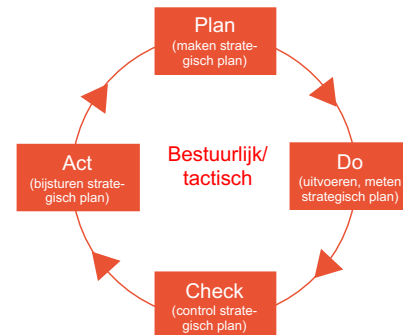 Plan
(maken strate-
gisch plan)
Act
(bijsturen strate-
gisch plan)
Bestuurlijk/
tactisch
Do
(uitvoeren, meten
strategisch plan)
Check
(control strate-
gisch plan)